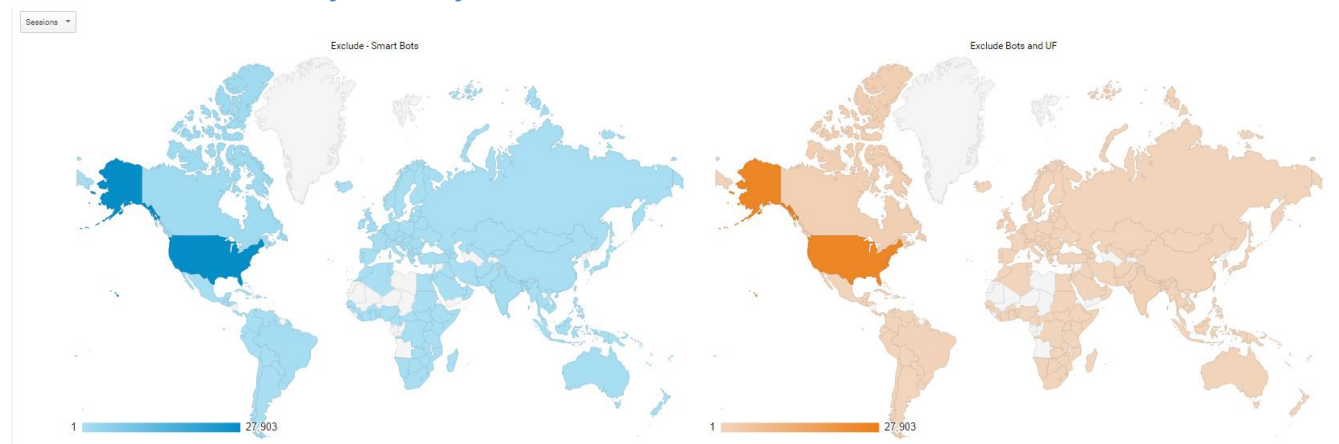 Sessions
Exclude - Smart Bots
Exclude Bots and UF
1 27,903
1 27,903